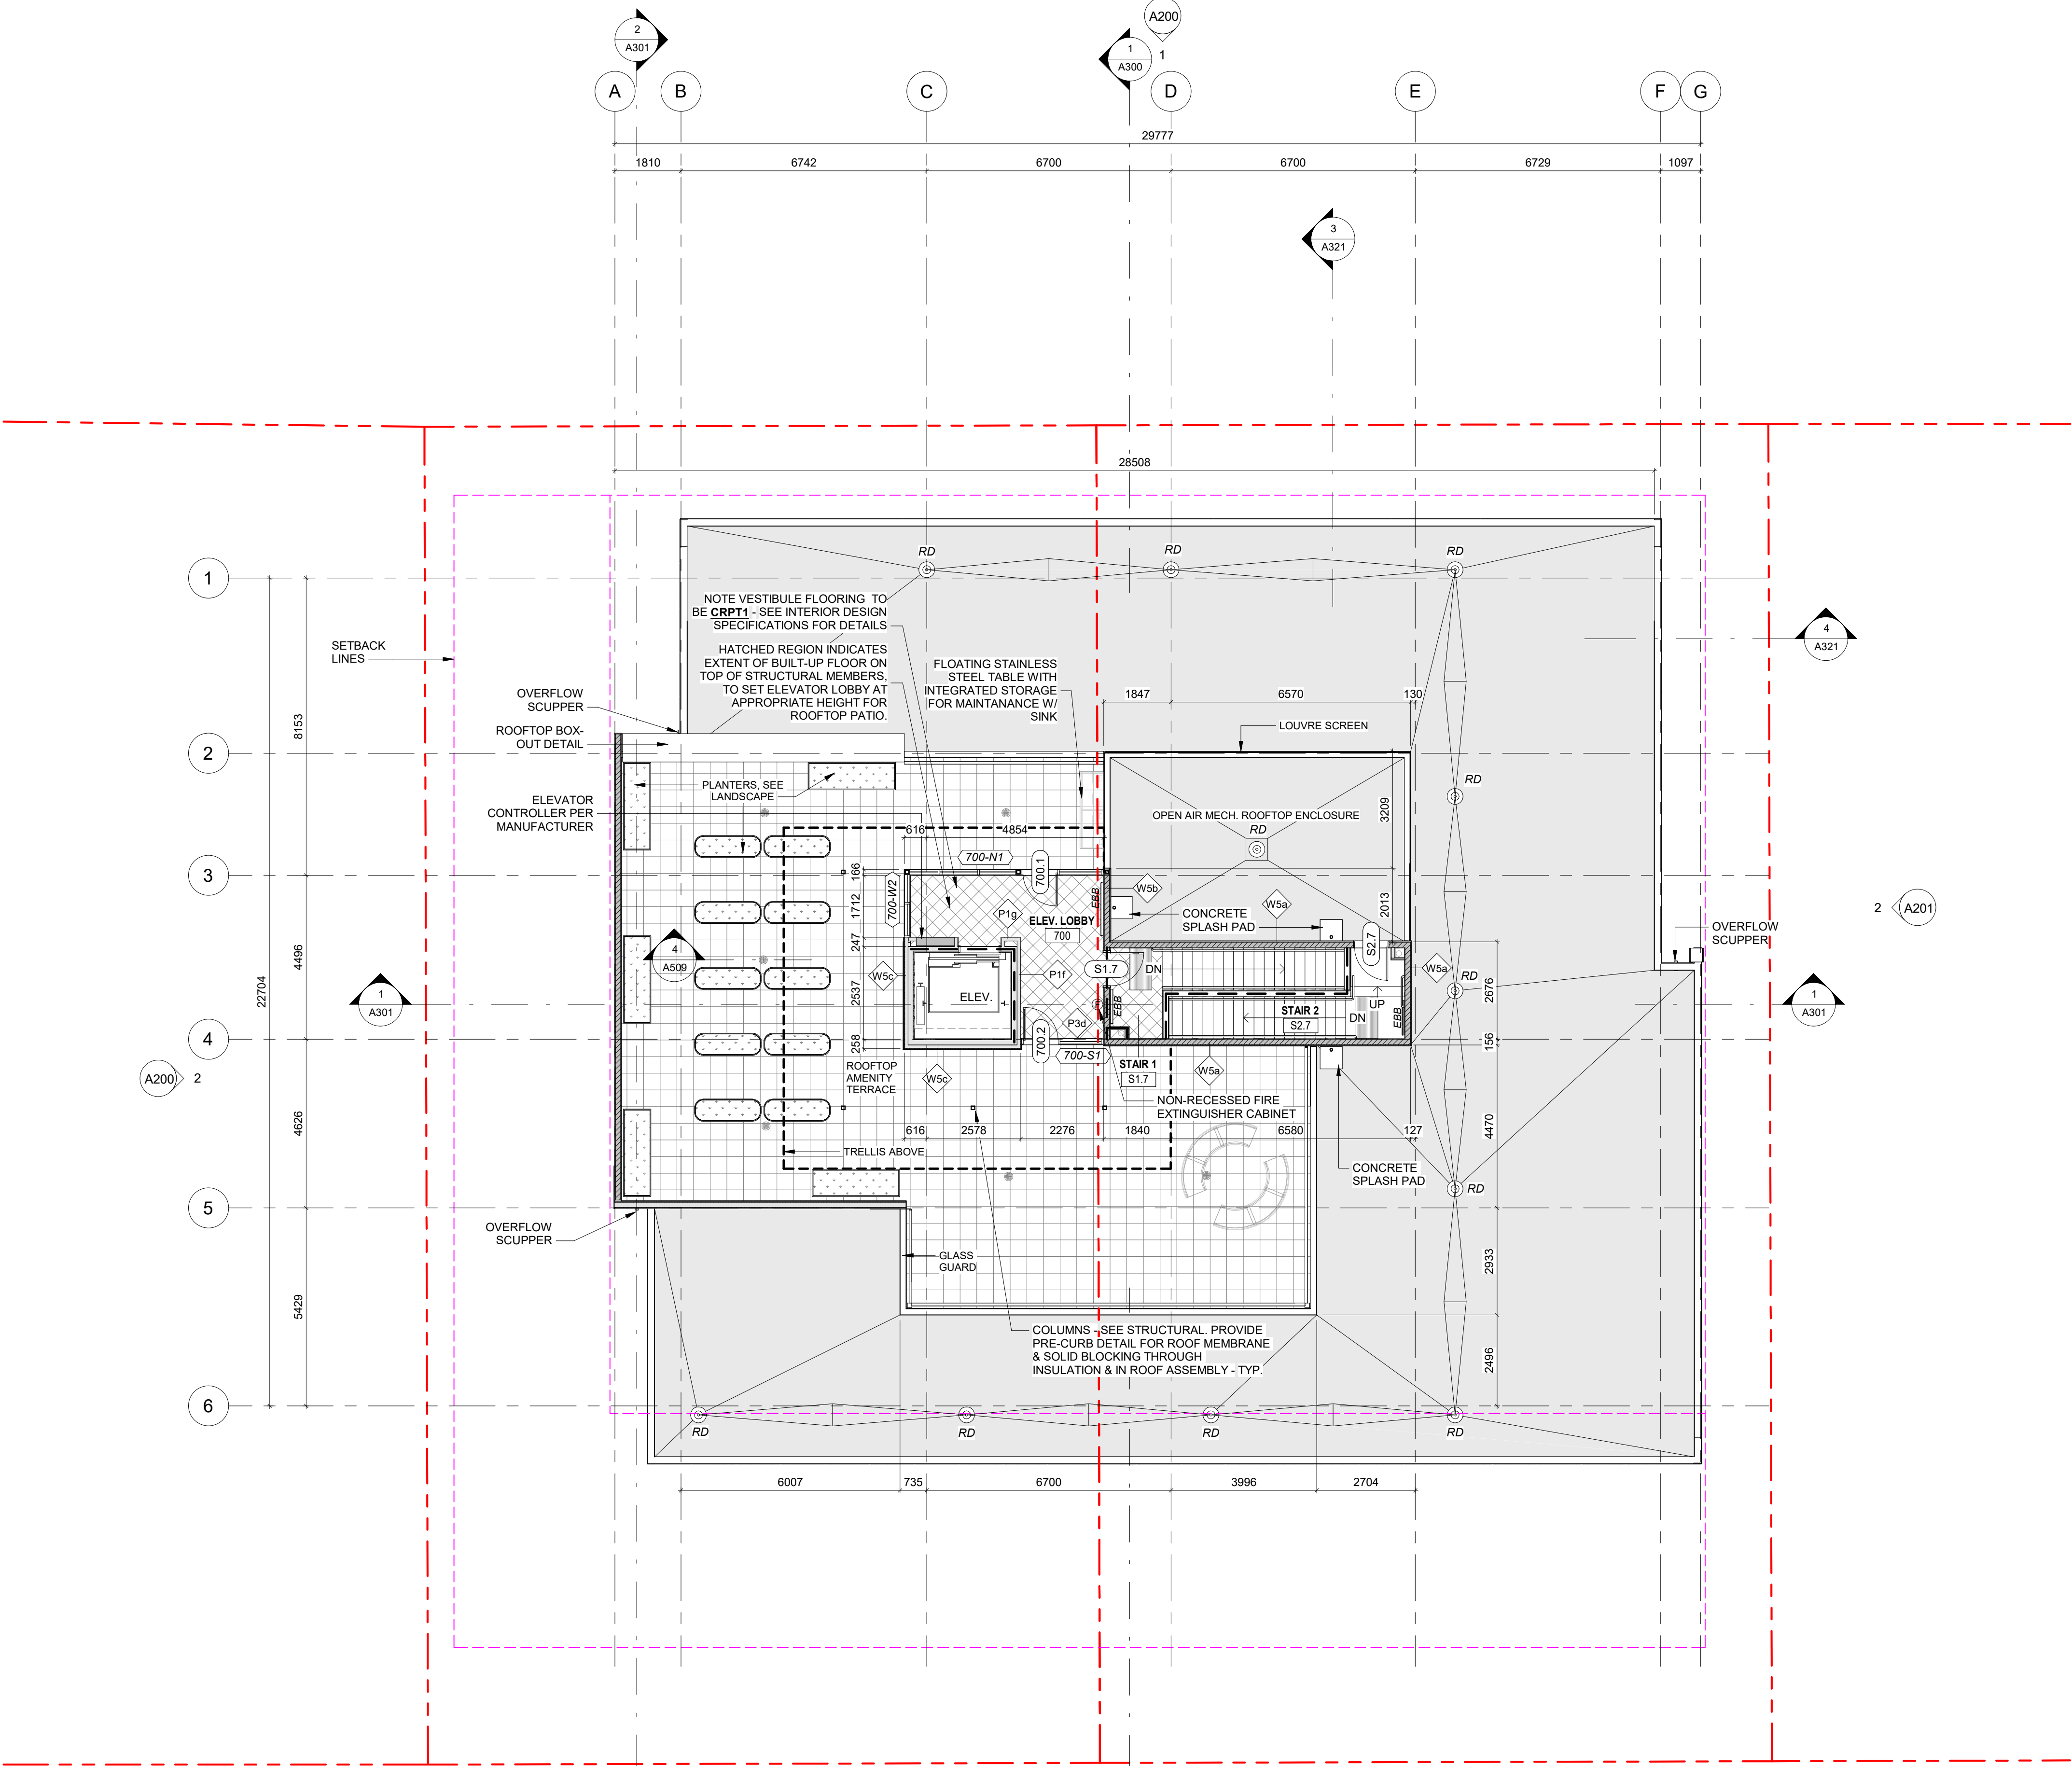 A200
1
2
A301
1
A300
A
B
C
D
E
F
G
29777
1810
6742
6700
6700
6729
1097
3
A321
28508
1
2
3
4
5
6
8153
4496
4626
5429
22704
SETBACK
LINES
OVERFLOW
SCUPPER
ROOFTOP BOX-
OUT DETAIL
ELEVATOR
CONTROLLER PER
MANUFACTURER
NOTE VESTIBULE FLOORING TO
BE CRPT1 - SEE INTERIOR DESIGN
SPECIFICATIONS FOR DETAILS
HATCHED REGION INDICATES
EXTENT OF BUILT-UP FLOOR ON
TOP OF STRUCTURAL MEMBERS,
TO SET ELEVATOR LOBBY AT
APPROPRIATE HEIGHT FOR
ROOFTOP PATIO.
FLOATING STAINLESS
STEEL TABLE WITH
INTEGRATED STORAGE
FOR MAINTANANCE W/
SINK
RD
RD
RD
1847
6570
130
LOUVRE SCREEN
4
A321
PLANTERS, SEE
LANDSCAPE
OPEN AIR MECH. ROOFTOP ENCLOSURE
RD
RD
3209
2013
616
4854
700-N1
700.1
700-W2
166
1712
247
2537
258
EBB
W5b
W5a
P1g
ELEV. LOBBY
700
CONCRETE
SPLASH PAD
S2.7
2
A201
OVERFLOW
SCUPPER
4
A509
W5c
ELEV.
P1f
S1.7
DN
W5a
RD
2676
1
A301
1
A301
EBB
F
P3d
STAIR 2
S2.7
UP
DN
EBB
156
700.2
700-S1
A200
2
ROOFTOP
AMENITY
TERRACE
W5c
STAIR 1
S1.7
W5a
NON-RECESSED FIRE
EXTINGUISHER CABINET
4470
616
2578
2276
1840
6580
127
TRELLIS ABOVE
CONCRETE
SPLASH PAD
RD
OVERFLOW
SCUPPER
GLASS
GUARD
2933
COLUMNS - SEE STRUCTURAL. PROVIDE
PRE-CURB DETAIL FOR ROOF MEMBRANE
& SOLID BLOCKING THROUGH
INSULATION & IN ROOF ASSEMBLY - TYP.
2496
RD
RD
RD
RD
6007
735
6700
3996
2704